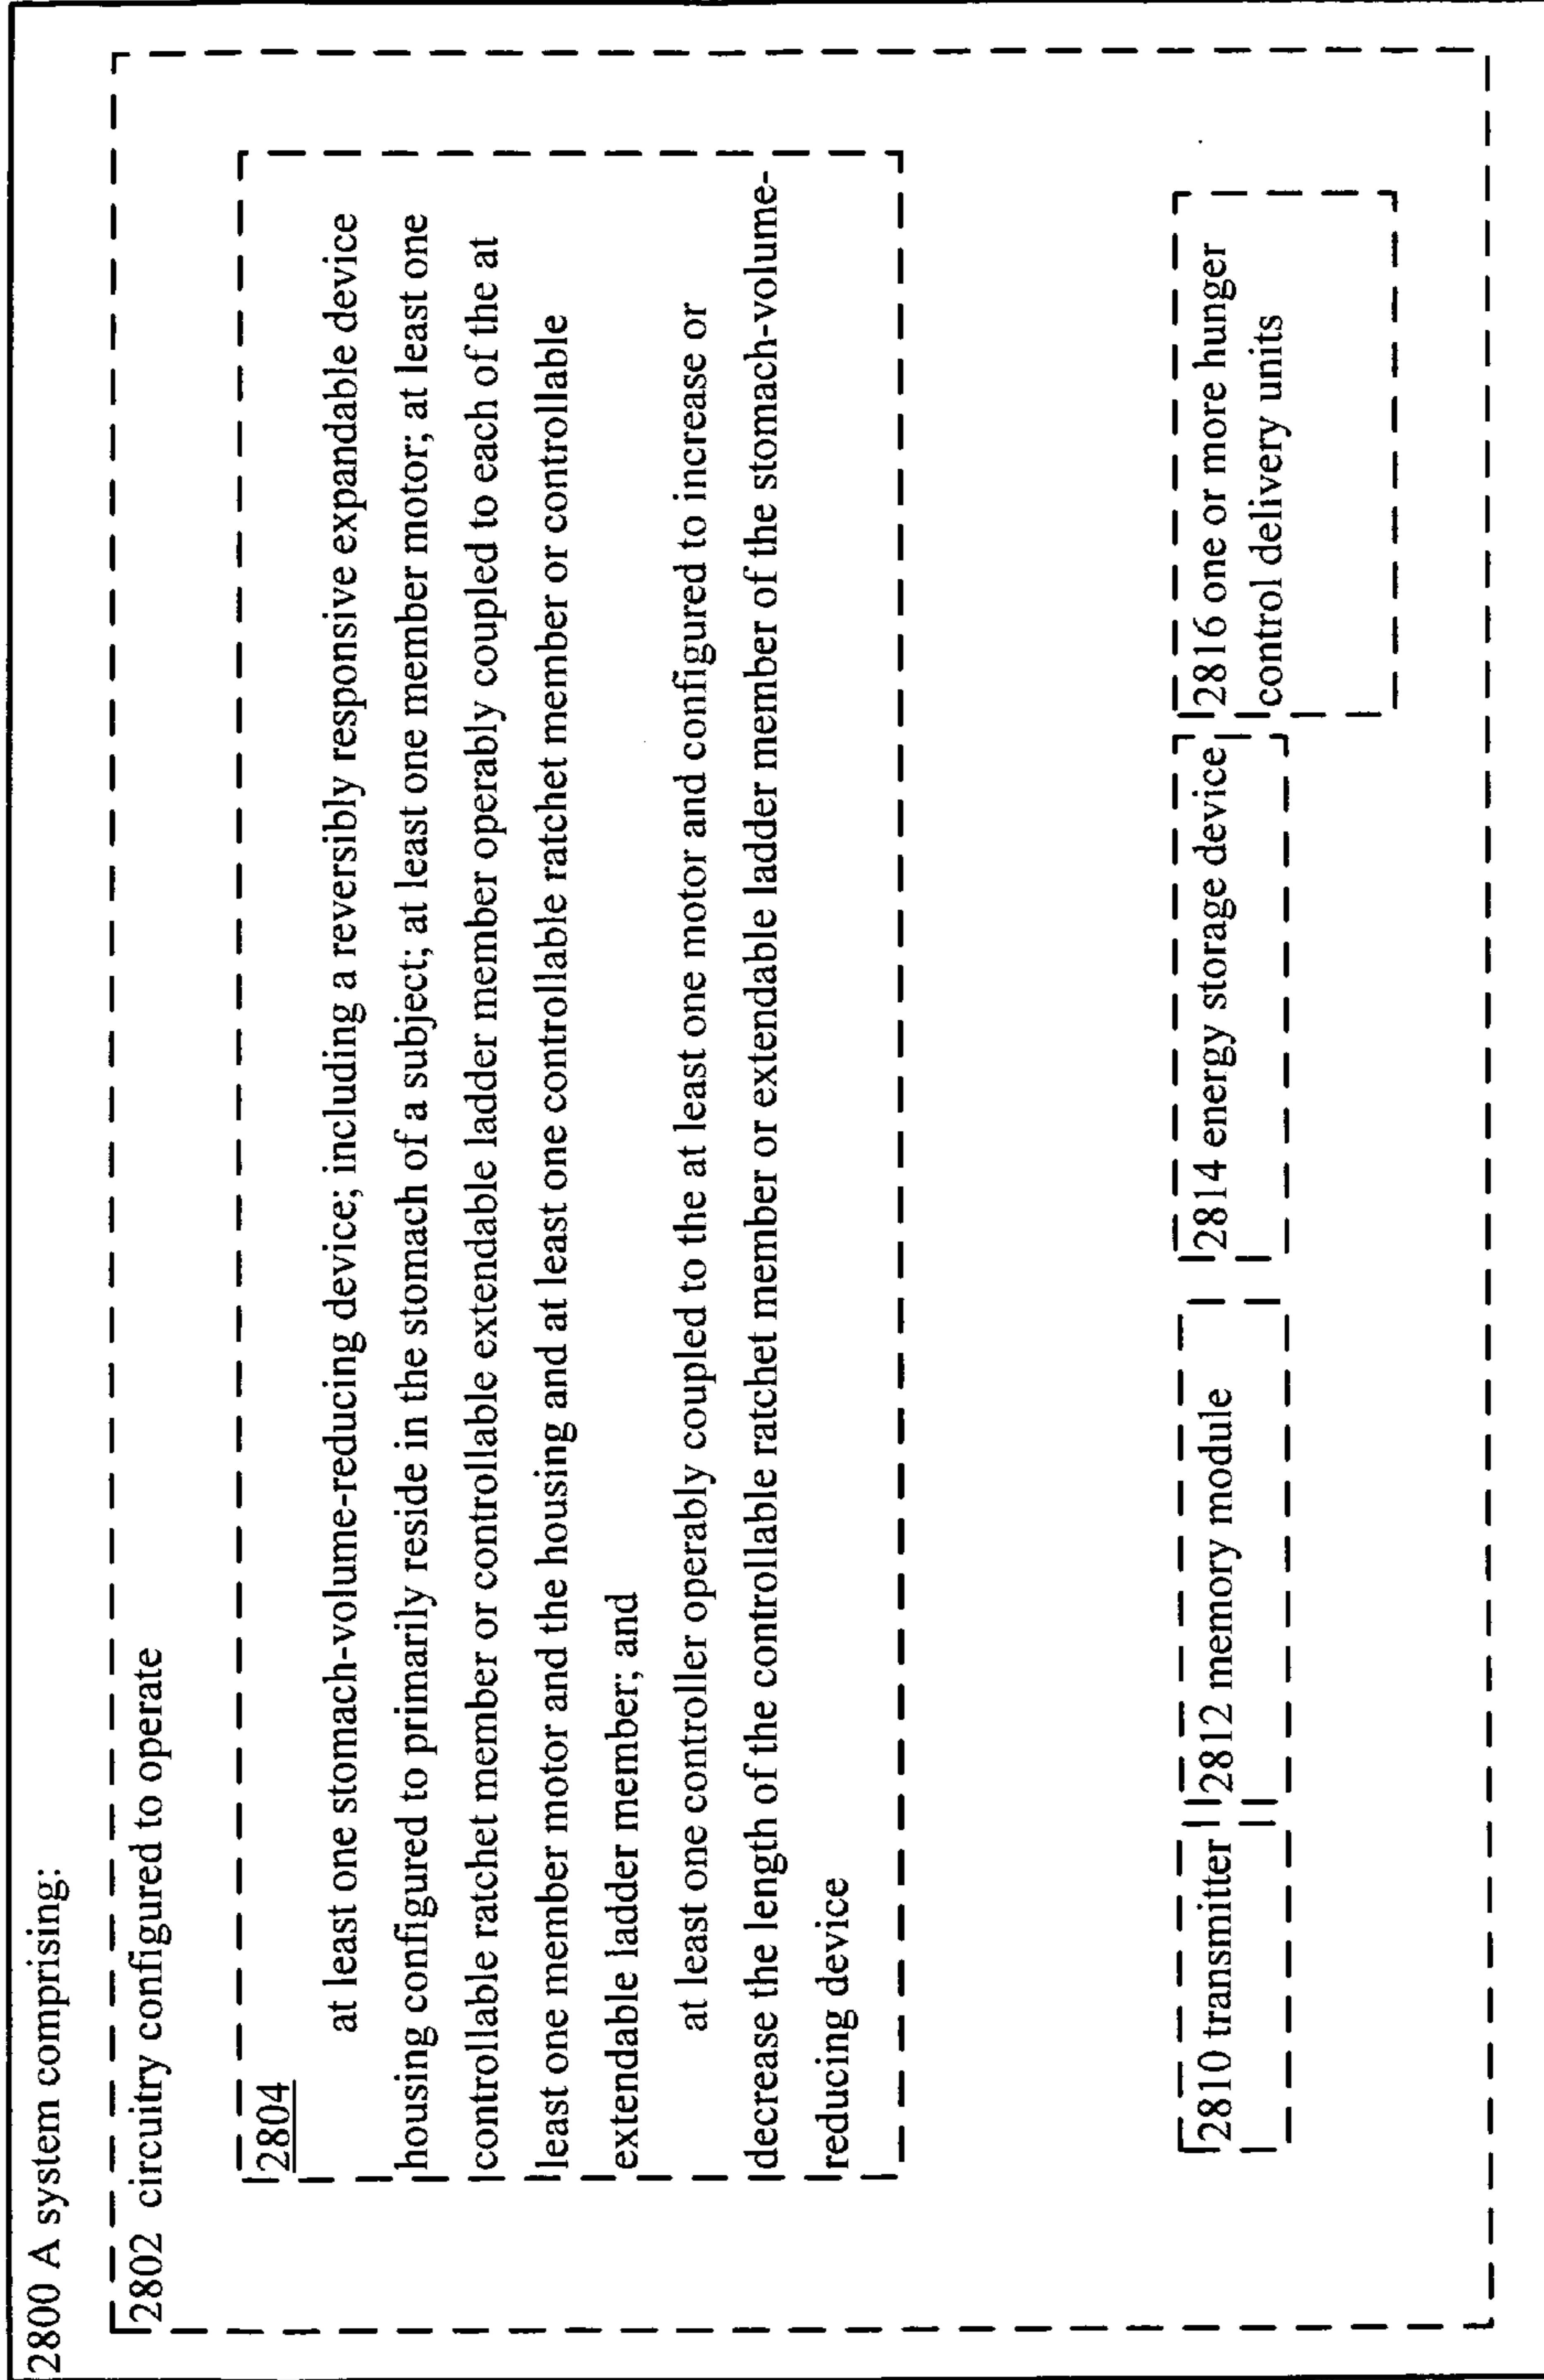 2800 A system comprising:
2802 circuitry configured to operate
2804
at least one stomach-volume-reducing device; including a reversibly responsive expandable device
housing configured to primarily reside in the stomach of a subject; at least one member motor; at least one
controllable ratchet member or controllable extendable ladder member operably coupled to each of the at
least one member motor and the housing and at least one controllable ratchet member or controllable
extendable ladder member; and
at least one controller operably coupled to the at least one motor and configured to increase or
decrease the length of the controllable ratchet member or extendable ladder member of the stomach-volume-
reducing device
2810 transmitter
2812 memory module
2814 energy storage device
2816 one or more hunger
control delivery units